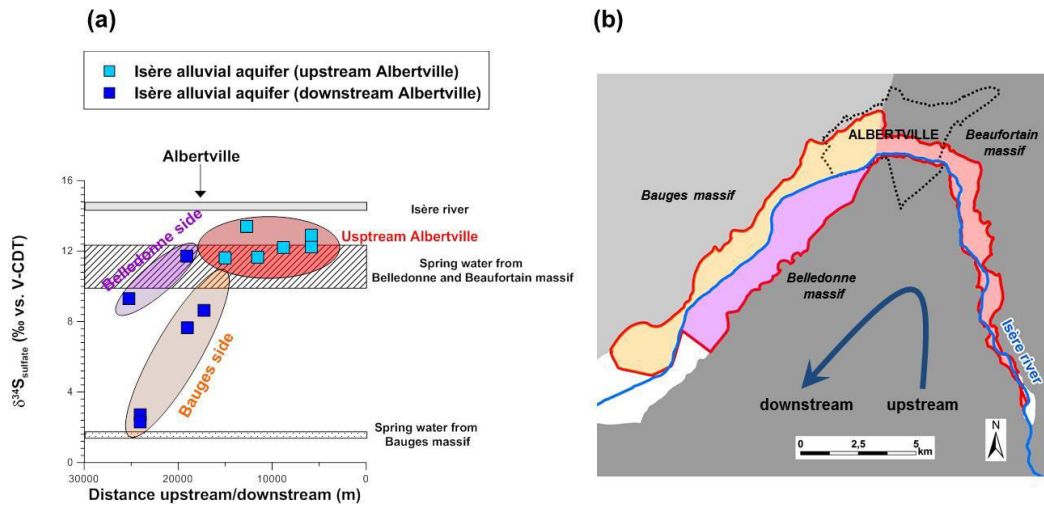 (a)
Isère alluvial aquifer (upstream Albertville)
Isère alluvial aquifer (downstream Albertville)
Albertville
16
12
8
4
0
δ³⁴S sulfate (‰ vs. V-CDT)
Belledonne side
Bauges side
Isère river
Usptream Albertville
Spring water from
Belledonne and Beaufortain massif
Spring water from
Bauges massif
30000
20000
10000
0
Distance upstream/downstream (m)
(b)
ALBERTVILLE
Beaufortain
massif
Bauges massif
Belledonne
massif
Isère river
downstream
upstream
N
0 2,5 5
km